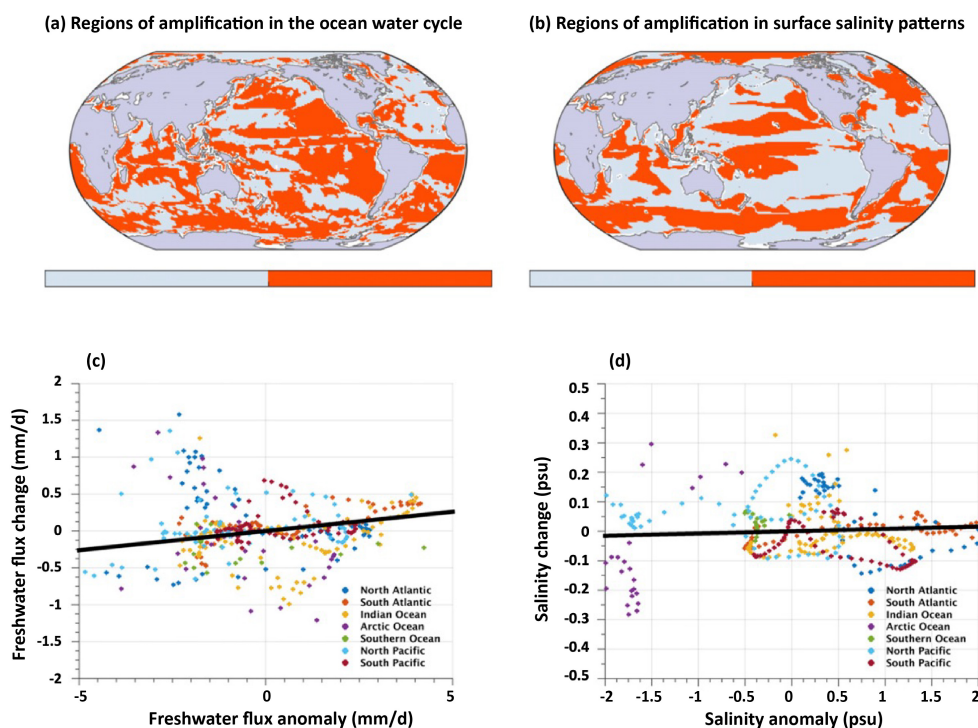 (a) Regions of amplification in the ocean water cycle
(b) Regions of amplification in surface salinity patterns
(c)
Freshwater flux change (mm/d)
2
1.5
1
0.5
0
-0.5
-1
-1.5
-2
North Atlantic
South Atlantic
Indian Ocean
Arctic Ocean
Southern Ocean
North Pacific
South Pacific
-5
0
5
Freshwater flux anomaly (mm/d)
(d)
Salinity change (psu)
0.5
0.4
0.3
0.2
0.1
0
-0.1
-0.2
-0.3
-0.4
-0.5
North Atlantic
South Atlantic
Indian Ocean
Arctic Ocean
Southern Ocean
North Pacific
South Pacific
-2
-1.5
-1
-0.5
0
0.5
1
1.5
2
Salinity anomaly (psu)